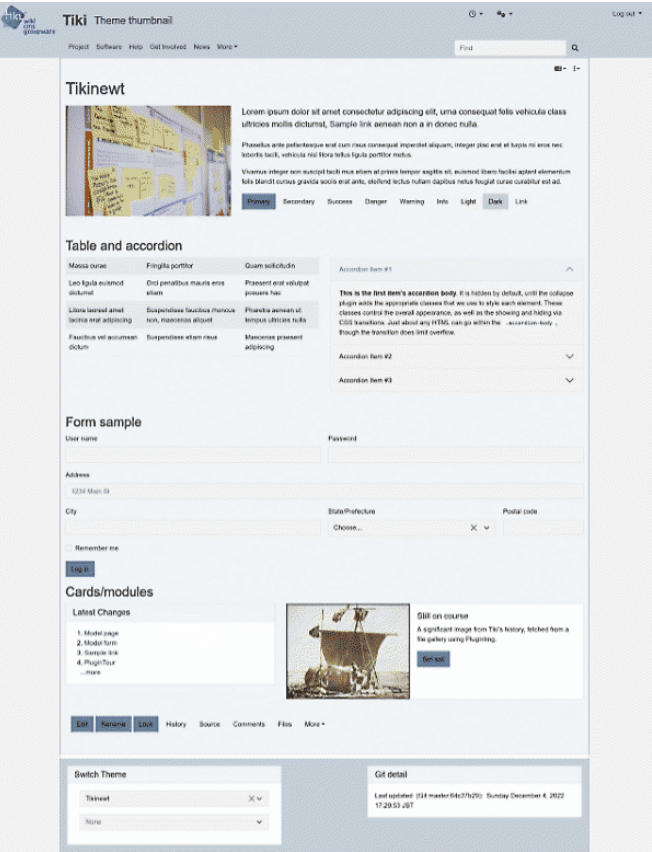 Tiki wiki
cms
groupware
Tiki Theme thumbnail
Log out
Project Software Help Get Involved News More
Find
Tikinewt
Lorem ipsum dolor sit amet consectetur adipiscing elit, urna consequat felis vehicula class
ultricies mollis dictumst, Sample link aenean non a in donec nulla.
Phasellus ante pellentesque erat cum risus consequat imperdiet aliquam, integer placerat et turpis mi eros nec
lobortis taciti, vehicula nisl litora tellus ligula porttitor metus.
Vivamus integer non suscipit taciti mus etiam at primis tempor sagittis sit, euismod libero facilisi aptent elementum
felis blandit cursus gravida sociis erat ante, eleifend lectus nullam dapibus netus feugiat curae curabitur est ad.
Primary Secondary Success Danger Warning Info Light Dark Link
Table and accordion
Massa curae Fringilla porttitor Quam sollicitudin
Leo ligula euismod Orci penatibus mauris eros Praesent erat volutpat
dictumst etiam posuere hac
Litora laoreet amet Suspendisse faucibus rhoncus Pharetra aenean ut
lacinia erat adipiscing non, maecenas aliquet tempus ultricies nulla
Faucibus vel accumsan Suspendisse etiam risus Maecenas praesent
dictum adipiscing
Accordion Item #1
This is the first item's accordion body. It is hidden by default, until the collapse
plugin adds the appropriate classes that we use to style each element. These
classes control the overall appearance, as well as the showing and hiding via
CSS transitions. Just about any HTML can go within the .accordion-body ,
though the transition does limit overflow.
Accordion Item #2
Accordion Item #3
Form sample
User name Password
Address
1234 Main St
City State/Prefecture Postal code
Choose...
Remember me
Log in
Cards/modules
Latest Changes
1. Model page
2. Model form
3. Sample link
4. PluginTour
...more
Still on course
A significant image from Tiki's history, fetched from a
file gallery using PluginImg.
Set sail
Edit Rename Lock History Source Comments Files More
Switch Theme
Tikinewt
None
Git detail
Last updated (Git master:64c37b29): Sunday December 4, 2022
17:29:53 JST